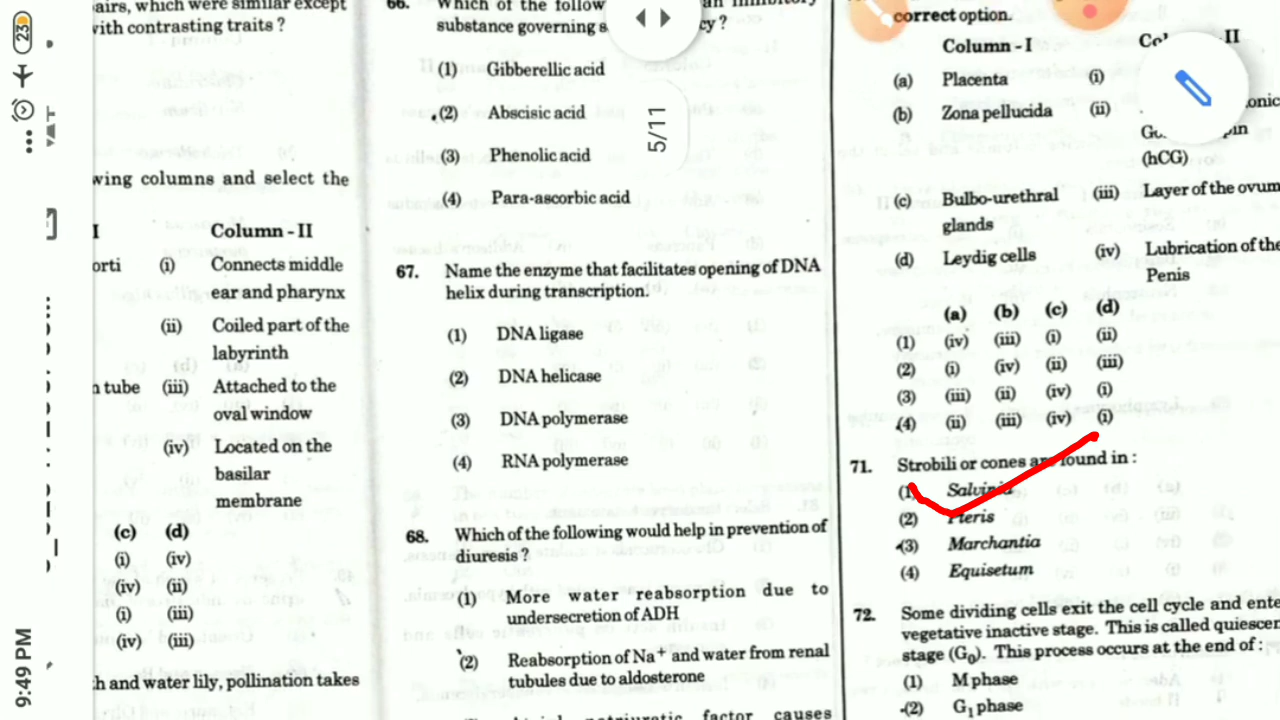 23
9:49 PM
airs, which were similar except
with contrasting traits ?
wing columns and select the
I Column - II
orti (i) Connects middle
ear and pharynx
(ii) Coiled part of the
labyrinth
n tube (iii) Attached to the
oval window
(iv) Located on the
basilar
membrane
(c) (d)
(i) (iv)
(iv) (ii)
(i) (iii)
(iv) (iii)
h and water lily, pollination takes
66. Which of the follow an inhibitory
substance governing s cy ?
(1) Gibberellic acid
(2) Abscisic acid
(3) Phenolic acid
(4) Para-ascorbic acid
5/11
67. Name the enzyme that facilitates opening of DNA
helix during transcription.
(1) DNA ligase
(2) DNA helicase
(3) DNA polymerase
(4) RNA polymerase
68. Which of the following would help in prevention of
diuresis ?
(1) More water reabsorption due to
undersecretion of ADH
(2) Reabsorption of Na+ and water from renal
tubules due to aldosterone
factor causes
correct option.
Column - I II
(a) Placenta (i)
(b) Zona pellucida (ii) onic
(hCG)
(c) Bulbo-urethral (iii) Layer of the ovum
glands
(d) Leydig cells (iv) Lubrication of the
Penis
(a) (b) (c) (d)
(1) (iv) (iii) (i) (ii)
(2) (i) (iv) (ii) (iii)
(3) (iii) (ii) (iv) (i)
(4) (ii) (iii) (iv) (i)
71. Strobili or cones are found in :
(1) Salvinia
(2) Pteris
(3) Marchantia
(4) Equisetum
72. Some dividing cells exit the cell cycle and ente
vegetative inactive stage. This is called quiescen
stage (G0). This process occurs at the end of :
(1) M phase
(2) G1 phase